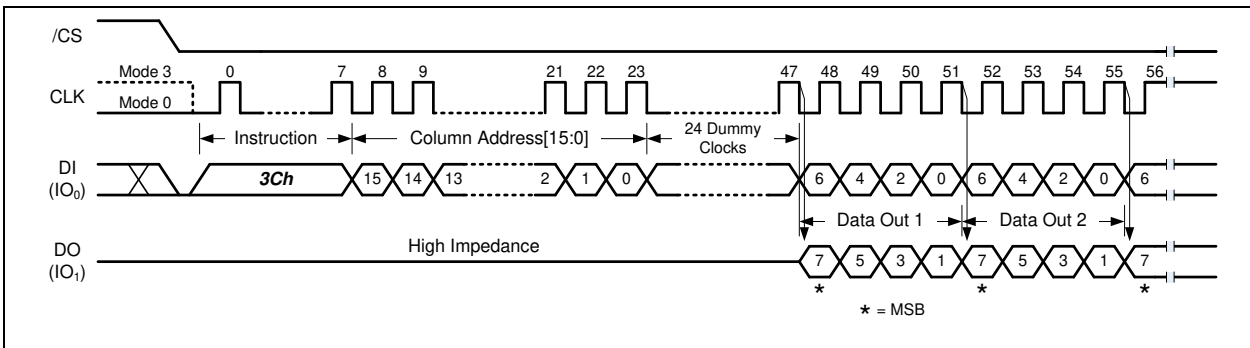 /CS
Mode 3 0 7 8 9 21 22 23 47 48 49 50 51 52 53 54 55 56
CLK
Mode 0
Instruction Column Address[15:0] 24 Dummy
Clocks
DI
(IO₀)
3Ch 15 14 13 2 1 0 6 4 2 0 6 4 2 0 6
Data Out 1 Data Out 2
High Impedance
DO
(IO₁)
7 5 3 1 7 5 3 1 7
* * *
* = MSB